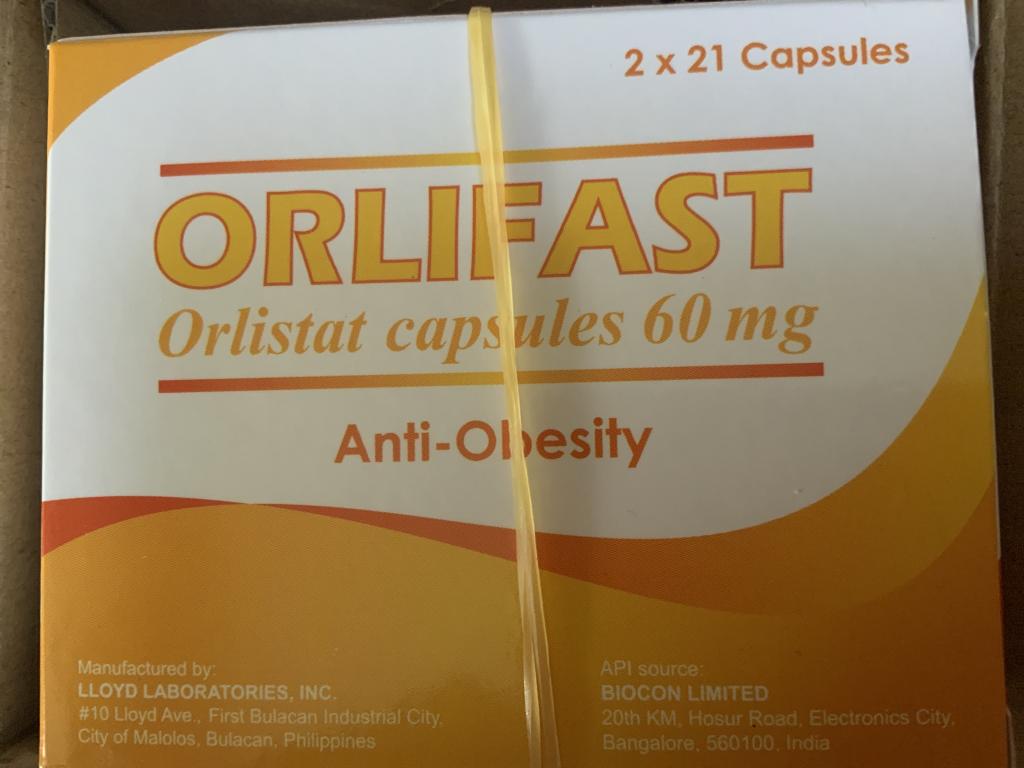 2 x 21 Capsules
ORLIFAST
Orlistat capsules 60 mg
Anti-Obesity
Manufactured by:
LLOYD LABORATORIES, INC.
#10 Lloyd Ave., First Bulacan Industrial City,
City of Malolos, Bulacan, Philippines
API source:
BIOCON LIMITED
20th KM, Hosur Road, Electronics City,
Bangalore, 560100, India